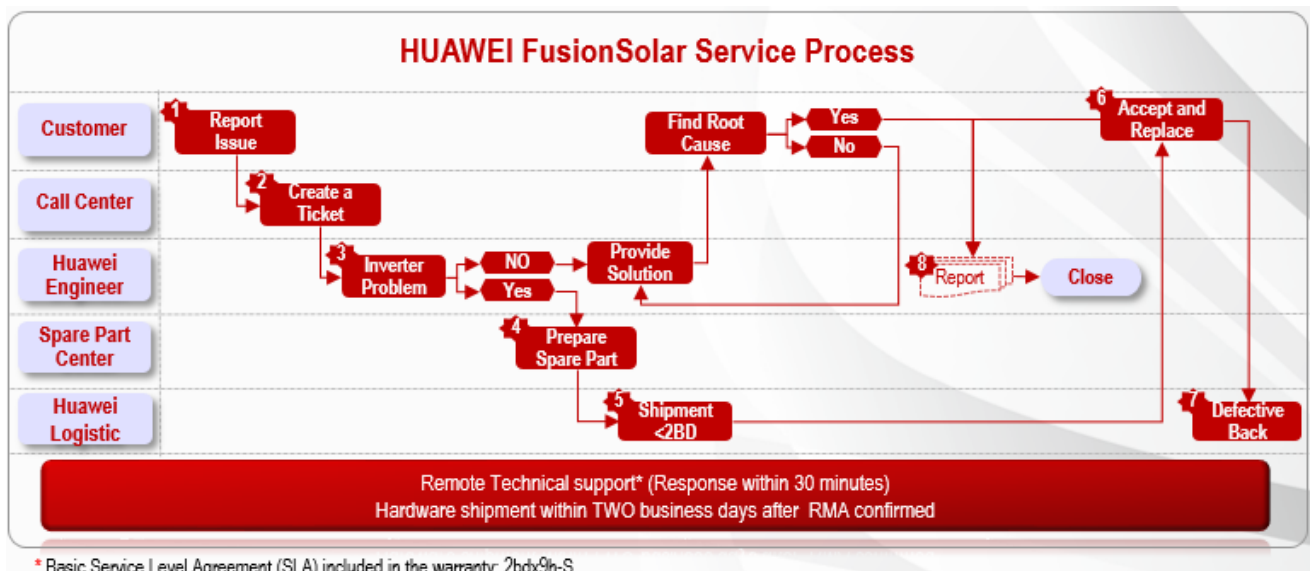 HUAWEI FusionSolar Service Process
Customer
1
Report
Issue
Find Root
Cause
Yes
No
6
Accept and
Replace
Call Center
2
Create a
Ticket
Huawei
Engineer
3
Inverter
Problem
NO
Yes
Provide
Solution
8
Report
Close
Spare Part
Center
4
Prepare
Spare Part
Huawei
Logistic
5
Shipment
<2BD
7
Defective
Back
Remote Technical support* (Response within 30 minutes)
Hardware shipment within TWO business days after RMA confirmed
* Basic Service Level Agreement (SLA) included in the warranty: 2bdx9h-S